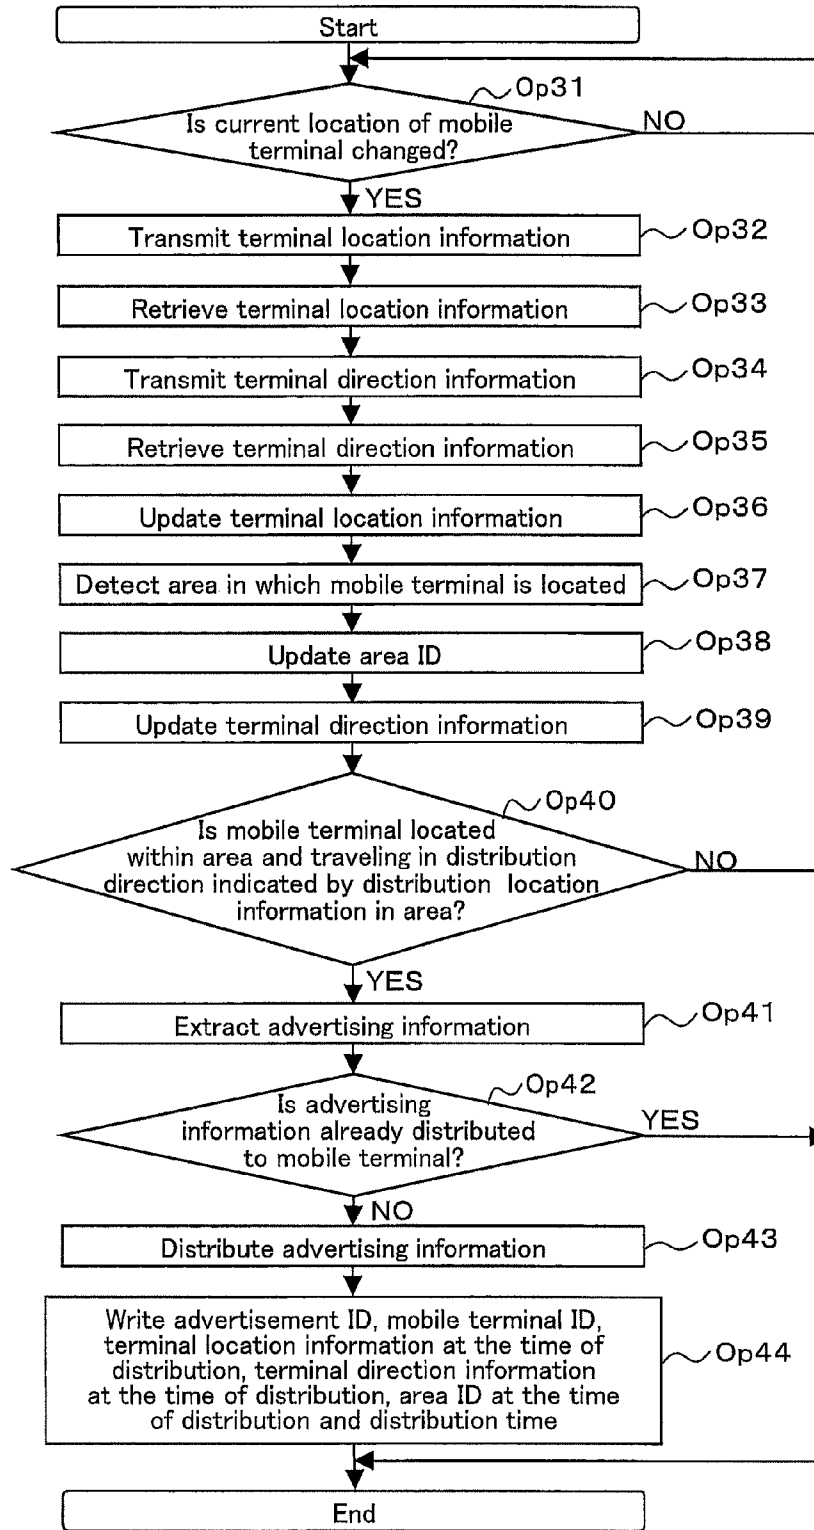 Start
Op31
Is current location of mobile
terminal changed?
NO
YES
Transmit terminal location information
Op32
Retrieve terminal location information
Op33
Transmit terminal direction information
Op34
Retrieve terminal direction information
Op35
Update terminal location information
Op36
Detect area in which mobile terminal is located
Op37
Update area ID
Op38
Update terminal direction information
Op39
Op40
Is mobile terminal located
within area and traveling in distribution
direction indicated by distribution location
information in area?
NO
YES
Extract advertising information
Op41
Op42
Is advertising
information already distributed
to mobile terminal?
YES
NO
Distribute advertising information
Op43
Write advertisement ID, mobile terminal ID,
terminal location information at the time of
distribution, terminal direction information
at the time of distribution, area ID at the time
of distribution and distribution time
Op44
End